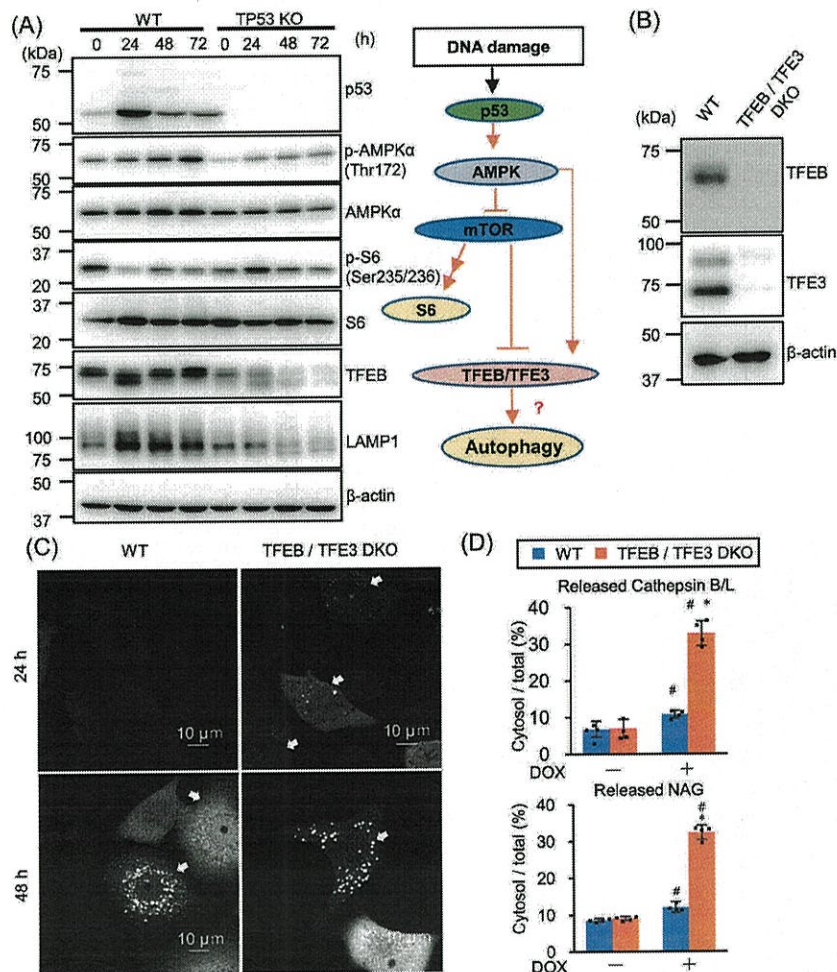 (A)
WT TP53 KO
0 24 48 72 0 24 48 72 (h)
(kDa)
75
50
p53
75
50
p-AMPKα
(Thr172)
75
50
AMPKα
37
20
p-S6
(Ser235/236)
37
20
S6
75
50
TFEB
100
75
LAMP1
50
37
β-actin
DNA damage
p53
AMPK
mTOR
S6
TFEB/TFE3
?
Autophagy
(B)
WT
TFEB / TFE3
DKO
(kDa)
75
50
TFEB
100
75
TFE3
50
37
β-actin
(C)
WT TFEB / TFE3 DKO
24 h
10 μm 10 μm
48 h
10 μm 10 μm
(D)
WT TFEB / TFE3 DKO
Released Cathepsin B/L
Cytosol / total (%)
40
30
20
10
0
# # *
DOX − +
Released NAG
Cytosol / total (%)
40
30
20
10
0
# # *
DOX − +